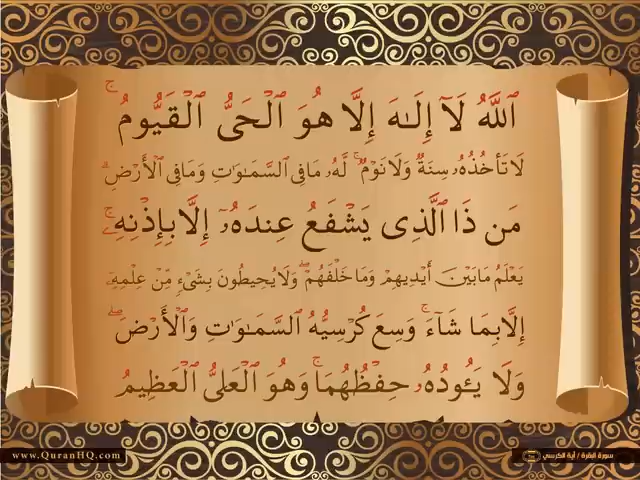 ٱللَّهُ لَآ إِلَـٰهَ إِلَّا هُوَ ٱلْحَىُّ ٱلْقَيُّومُ ۚ
لَا تَأْخُذُهُۥ سِنَةٌ وَلَا نَوْمٌ ۚ لَّهُۥ مَا فِى ٱلسَّمَـٰوَٰتِ وَمَا فِى ٱلْأَرْضِ ۗ
مَن ذَا ٱلَّذِى يَشْفَعُ عِندَهُۥٓ إِلَّا بِإِذْنِهِۦ ۚ
يَعْلَمُ مَا بَيْنَ أَيْدِيهِمْ وَمَا خَلْفَهُمْ ۖ وَلَا يُحِيطُونَ بِشَىْءٍ مِّنْ عِلْمِهِۦٓ
إِلَّا بِمَا شَآءَ ۚ وَسِعَ كُرْسِيُّهُ ٱلسَّمَـٰوَٰتِ وَٱلْأَرْضَ ۖ
وَلَا يَـُٔودُهُۥ حِفْظُهُمَا ۚ وَهُوَ ٱلْعَلِىُّ ٱلْعَظِيمُ
www.QuranHQ.com
سورة البقرة / آية الكرسي